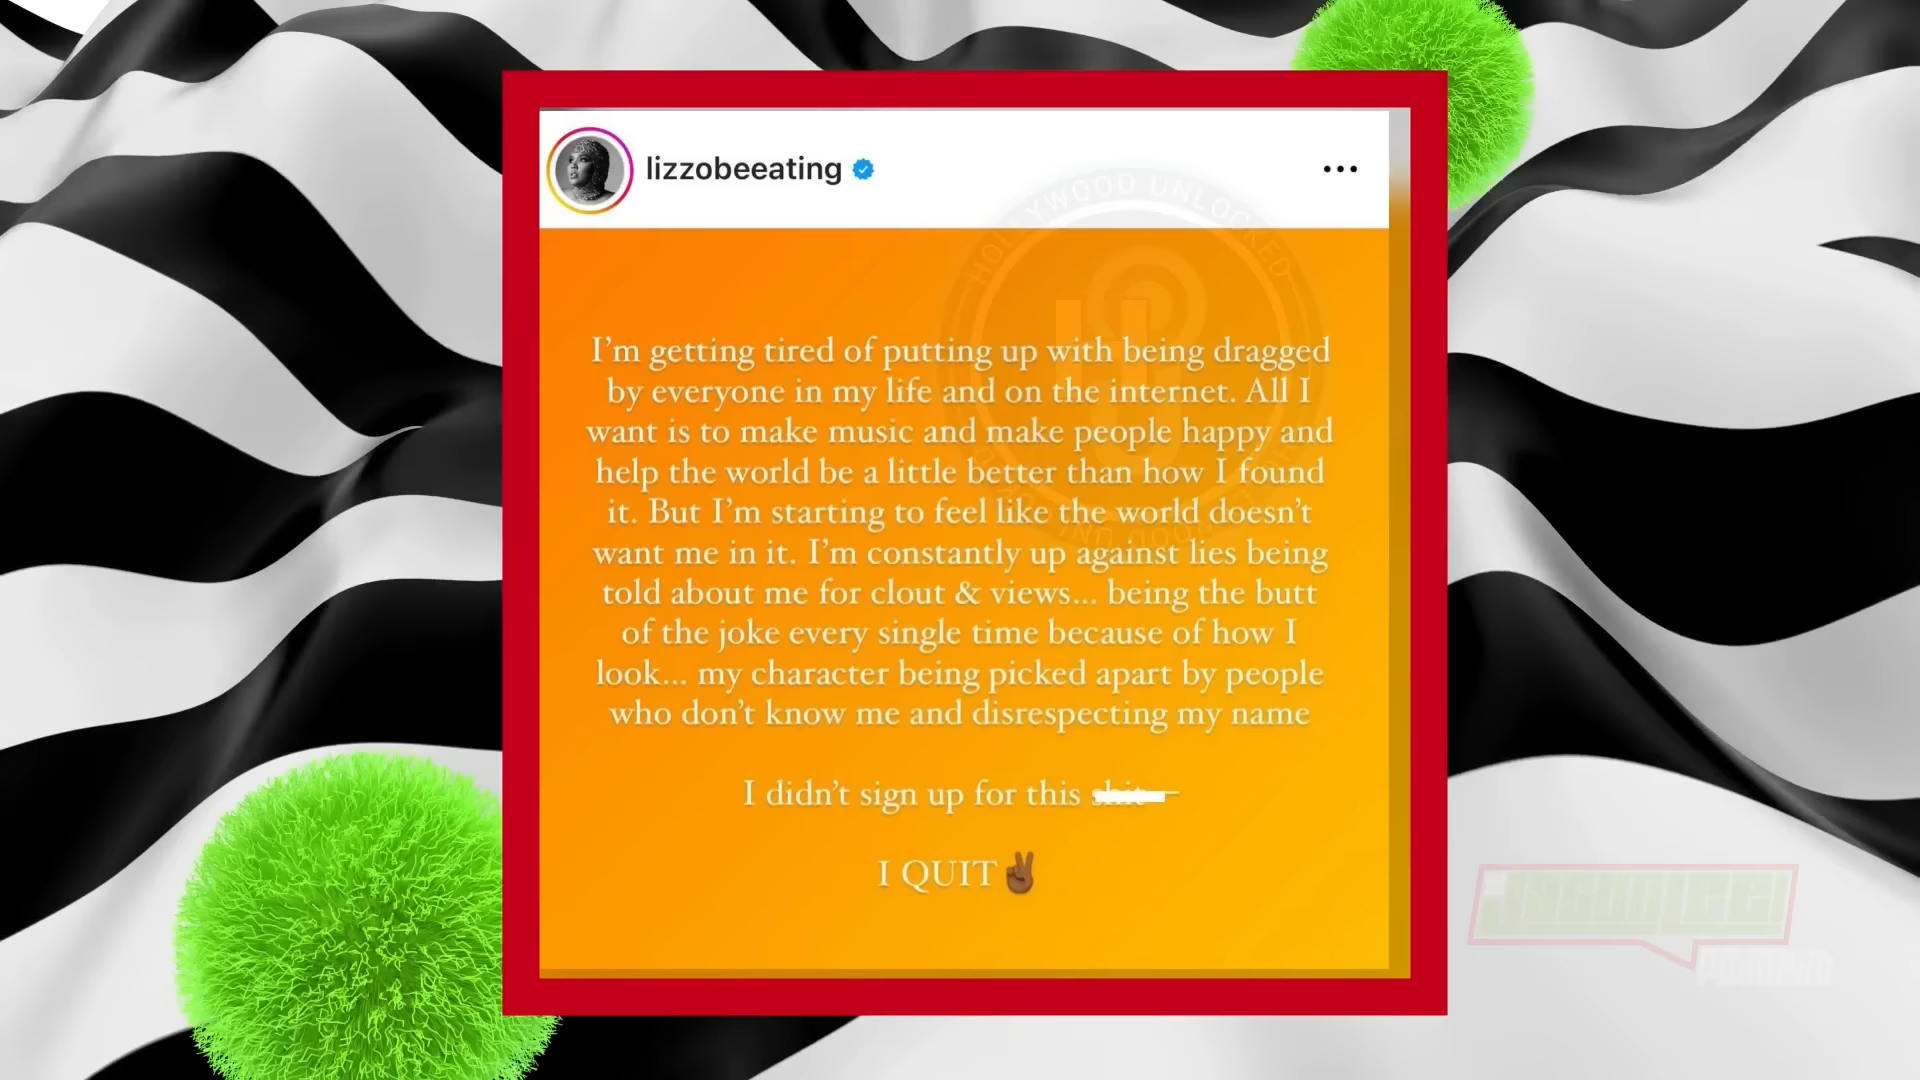 lizzobeeating
HOLLYWOOD UNLOCKED
I'm getting tired of putting up with being dragged
by everyone in my life and on the internet. All I
want is to make music and make people happy and
help the world be a little better than how I found
it. But I'm starting to feel like the world doesn't
want me in it. I'm constantly up against lies being
told about me for clout & views... being the butt
of the joke every single time because of how I
look... my character being picked apart by people
who don't know me and disrespecting my name
I didn't sign up for this shit
I QUIT✌🏾